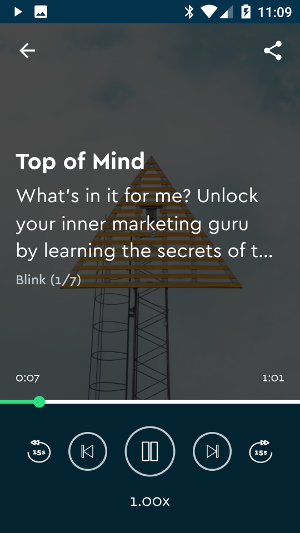 11:09
Top of Mind
What's in it for me? Unlock
your inner marketing guru
by learning the secrets of t...
Blink (1/7)
0:07 1:01
15s 15s
1.00x